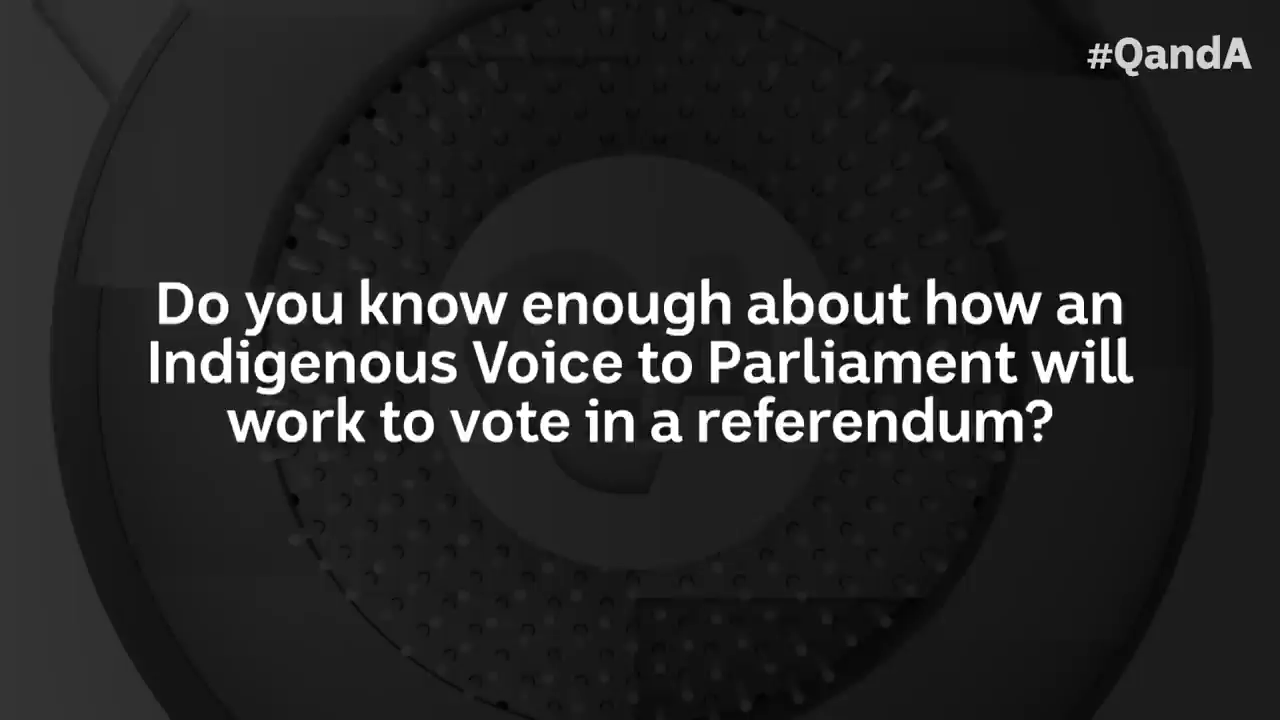 #QandA
Do you know enough about how an
Indigenous Voice to Parliament will
work to vote in a referendum?